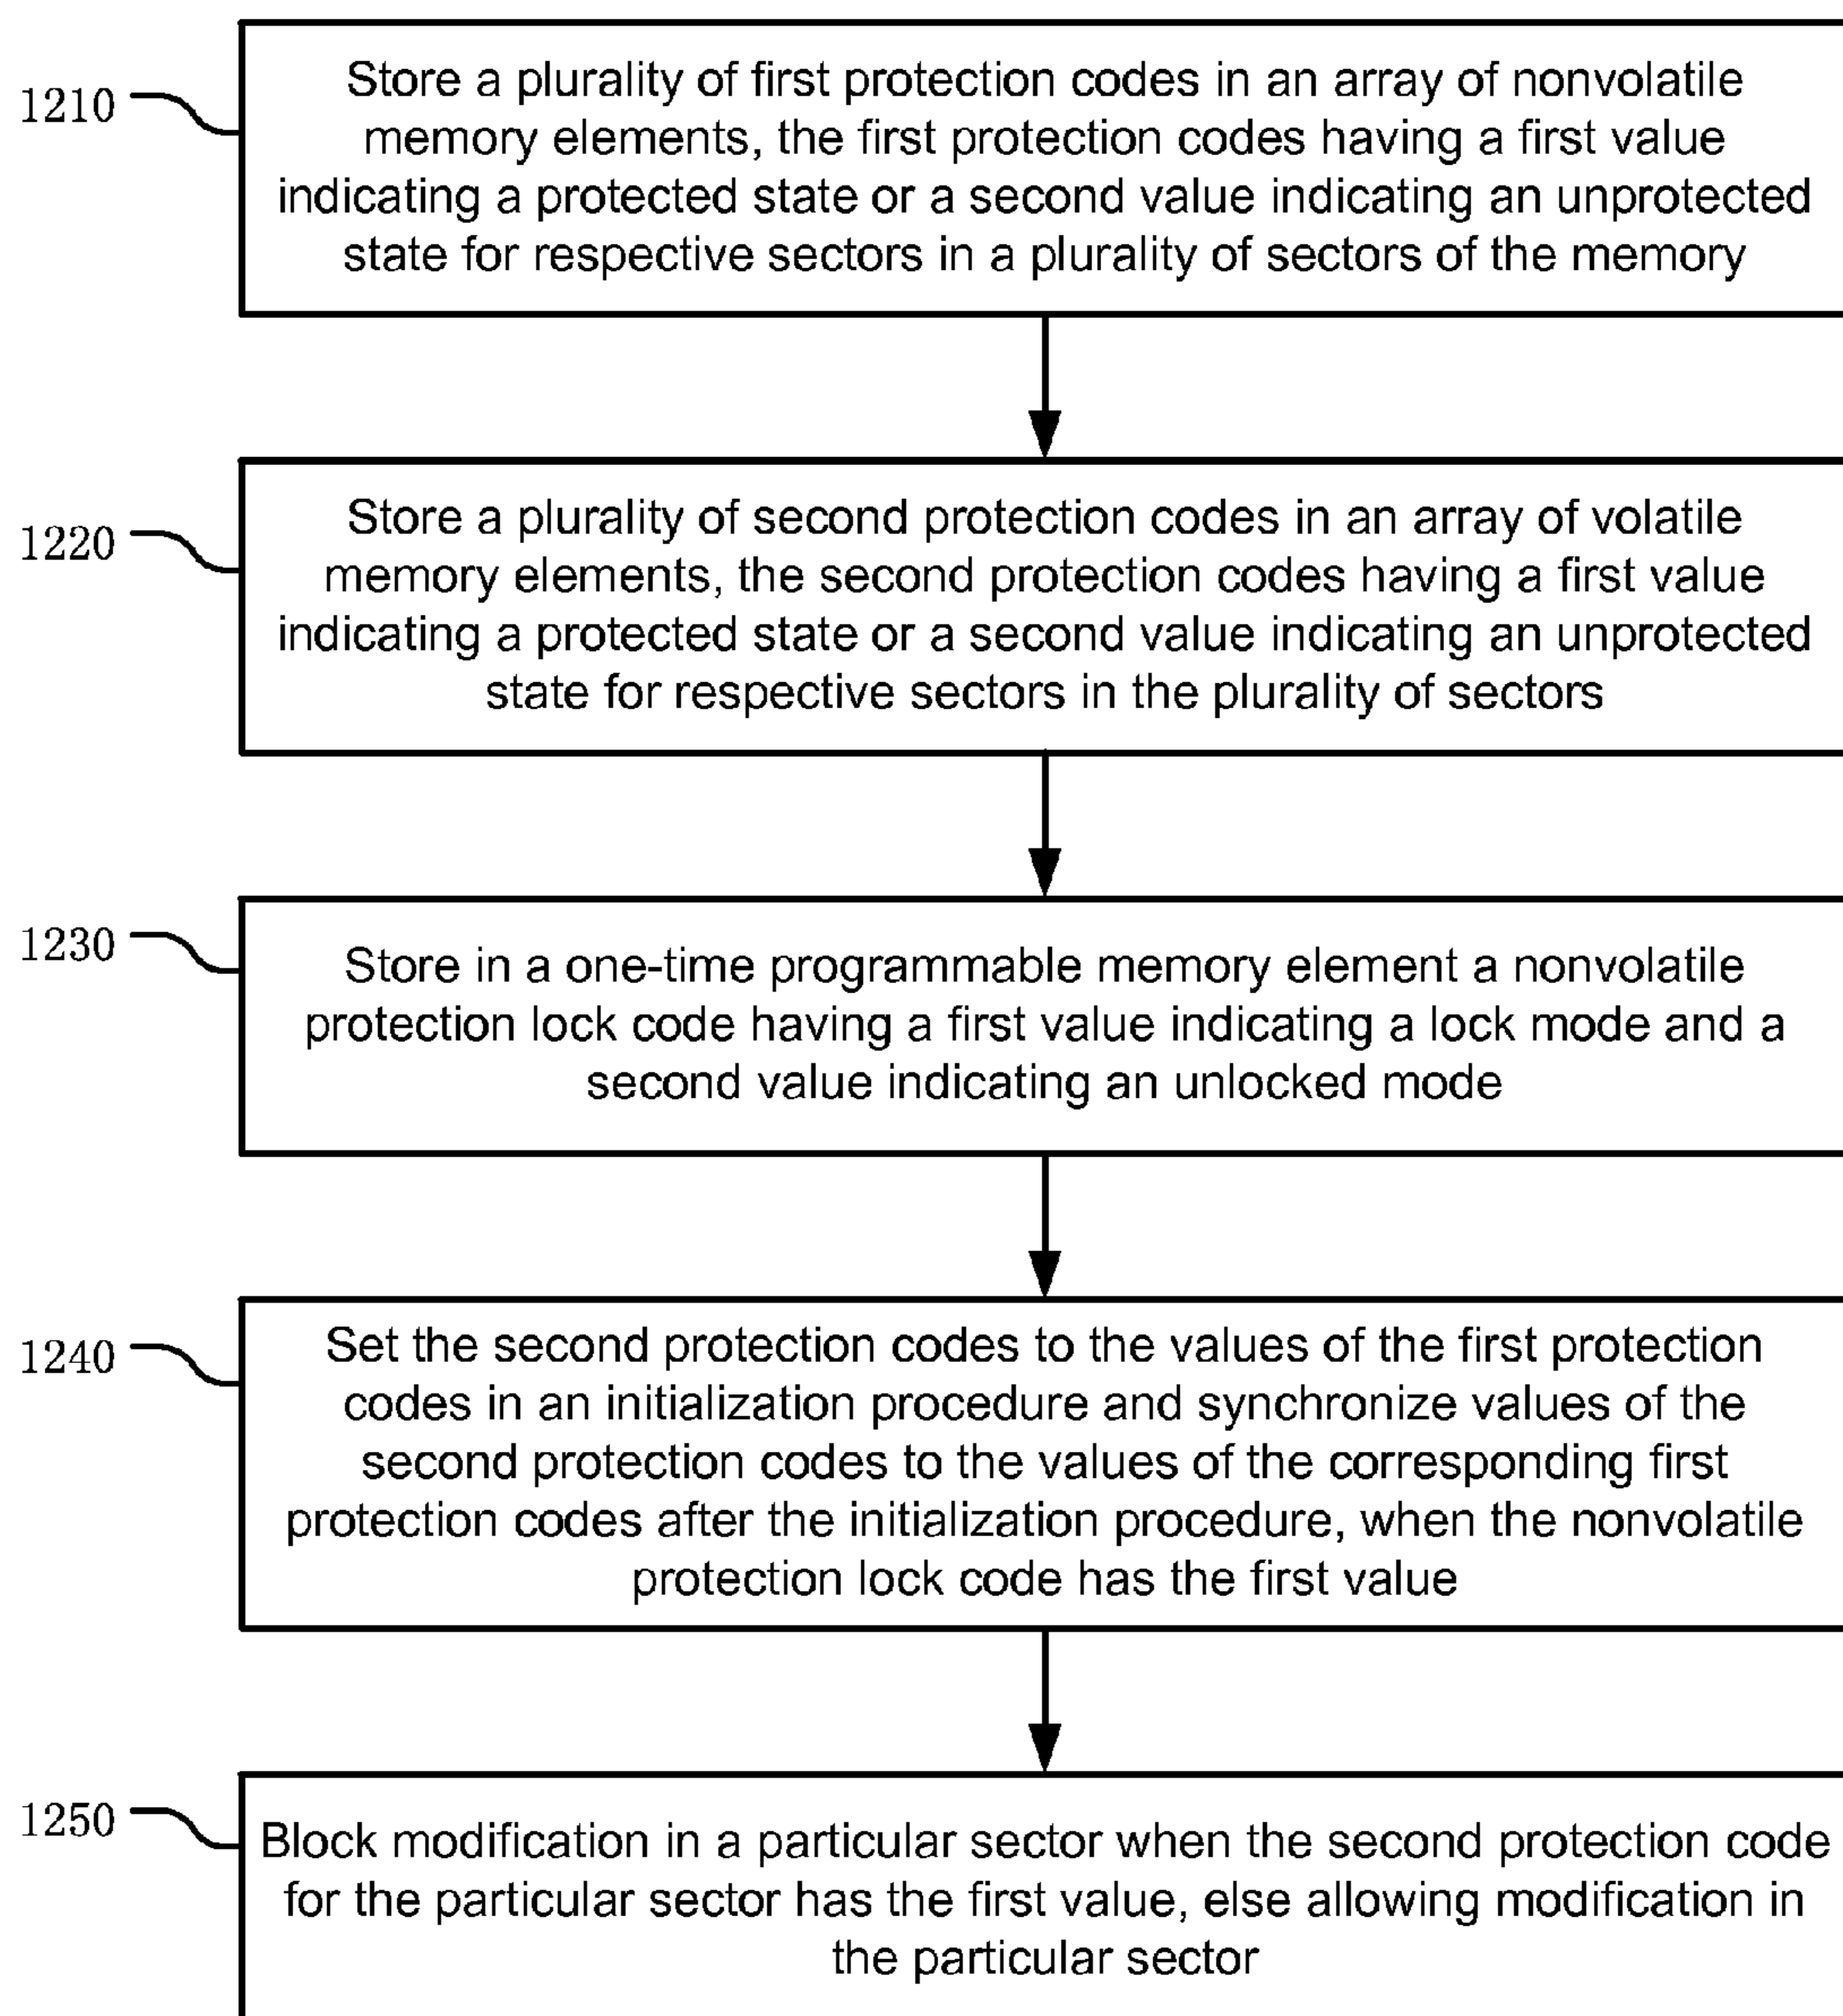 1210
Store a plurality of first protection codes in an array of nonvolatile
memory elements, the first protection codes having a first value
indicating a protected state or a second value indicating an unprotected
state for respective sectors in a plurality of sectors of the memory
1220
Store a plurality of second protection codes in an array of volatile
memory elements, the second protection codes having a first value
indicating a protected state or a second value indicating an unprotected
state for respective sectors in the plurality of sectors
1230
Store in a one-time programmable memory element a nonvolatile
protection lock code having a first value indicating a lock mode and a
second value indicating an unlocked mode
1240
Set the second protection codes to the values of the first protection
codes in an initialization procedure and synchronize values of the
second protection codes to the values of the corresponding first
protection codes after the initialization procedure, when the nonvolatile
protection lock code has the first value
1250
Block modification in a particular sector when the second protection code
for the particular sector has the first value, else allowing modification in
the particular sector